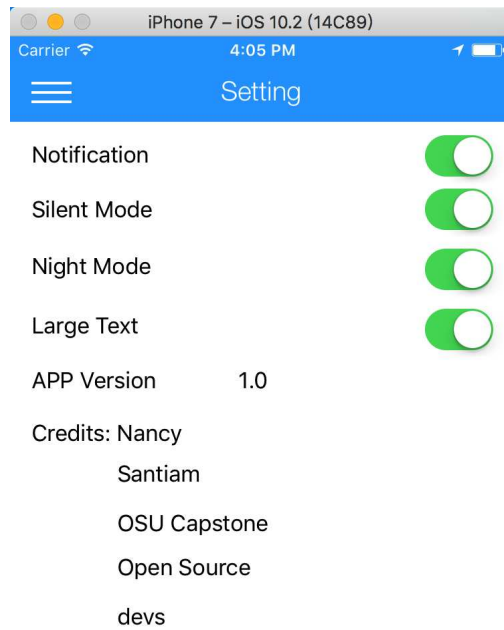 iPhone 7 – iOS 10.2 (14C89)
Carrier 4:05 PM
Setting
Notification
Silent Mode
Night Mode
Large Text
APP Version 1.0
Credits: Nancy
Santiam
OSU Capstone
Open Source
devs